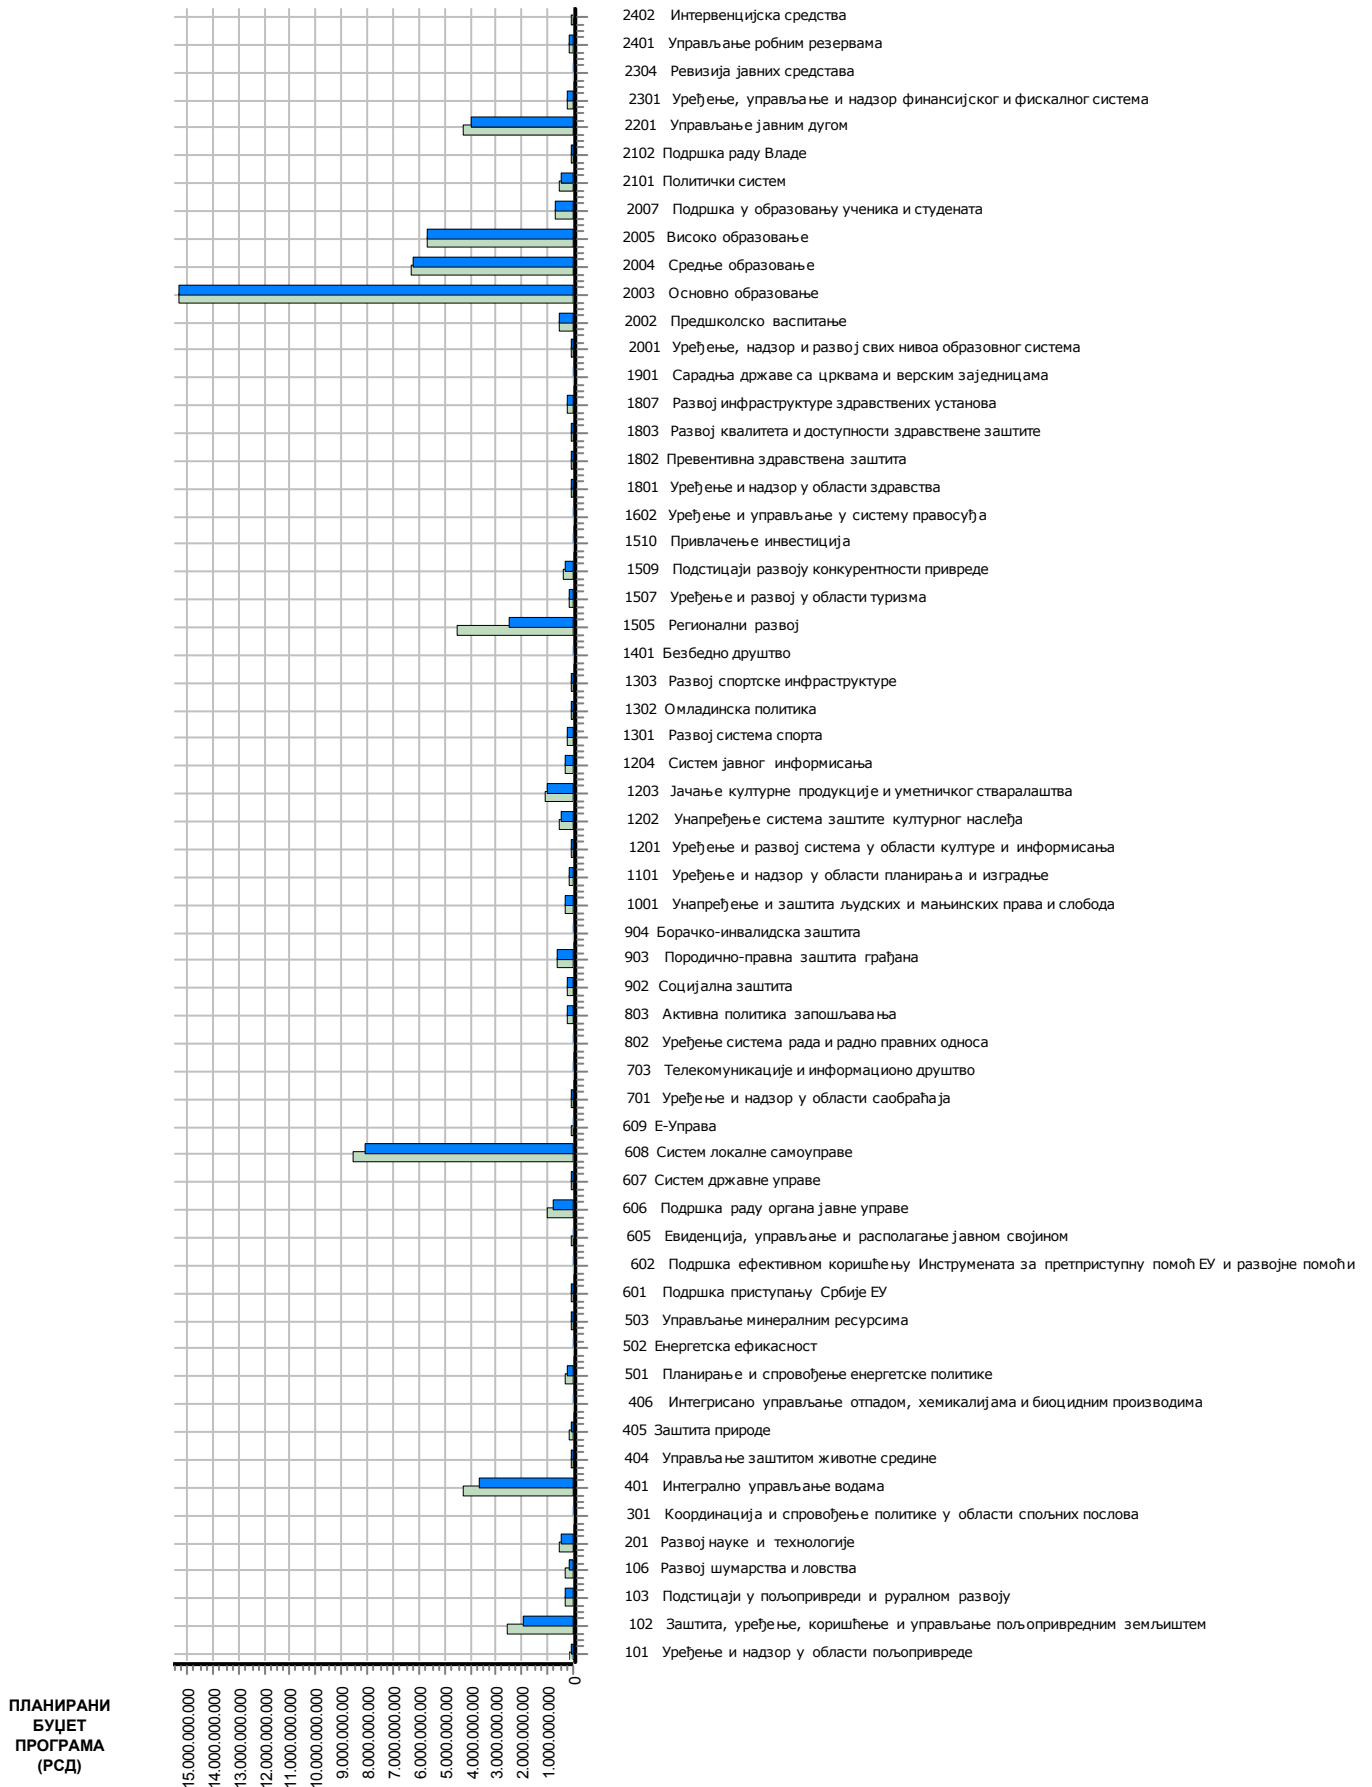 2402 Интервенцијска средства
2401 Управљање робним резервама
2304 Ревизија јавних средстава
2301 Уређење, управљање и надзор финансијског и фискалног система
2201 Управљање јавним дугом
2102 Подршка раду Владе
2101 Политички систем
2007 Подршка у образовању ученика и студената
2005 Високо образовање
2004 Средње образовање
2003 Основно образовање
2002 Предшколско васпитање
2001 Уређење, надзор и развој свих нивоа образовног система
1901 Сарадња државе са црквама и верским заједницама
1807 Развој инфраструктуре здравствених установа
1803 Развој квалитета и доступности здравствене заштите
1802 Превентивна здравствена заштита
1801 Уређење и надзор у области здравства
1602 Уређење и управљање у систему правосуђа
1510 Привлачење инвестиција
1509 Подстицаји развоју конкурентности привреде
1507 Уређење и развој у области туризма
1505 Регионални развој
1401 Безбедно друштво
1303 Развој спортске инфраструктуре
1302 Омладинска политика
1301 Развој система спорта
1204 Систем јавног информисања
1203 Јачање културне продукције и уметничког стваралаштва
1202 Унапређење система заштите културног наслеђа
1201 Уређење и развој система у области културе и информисања
1101 Уређење и надзор у области планирања и изградње
1001 Унапређење и заштита људских и мањинских права и слобода
904 Борачко-инвалидска заштита
903 Породично-правна заштита грађана
902 Социјална заштита
803 Активна политика запошљавања
802 Уређење система рада и радно правних односа
703 Телекомуникације и информационо друштво
701 Уређење и надзор у области саобраћаја
609 Е-Управа
608 Систем локалне самоуправе
607 Систем државне управе
606 Подршка раду органа јавне управе
605 Евиденција, управљање и располагање јавном својином
602 Подршка ефективном коришћењу Инструмената за претприступну помоћ ЕУ и развојне помоћи
601 Подршка приступању Србије ЕУ
503 Управљање минералним ресурсима
502 Енергетска ефикасност
501 Планирање и спровођење енергетске политике
406 Интегрисано управљање отпадом, хемикалијама и биоцидним производима
405 Заштита природе
404 Управљање заштитом животне средине
401 Интегрално управљање водама
301 Координација и спровођење политике у области спољних послова
201 Развој науке и технологије
106 Развој шумарства и ловства
103 Подстицаји у пољопривреди и руралном развоју
102 Заштита, уређење, коришћење и управљање пољопривредним земљиштем
101 Уређење и надзор у области пољопривреде
ПЛАНИРАНИ
БУЏЕТ
ПРОГРАМА
(РСД)
15.000.000.000
14.000.000.000
13.000.000.000
12.000.000.000
11.000.000.000
10.000.000.000
9.000.000.000
8.000.000.000
7.000.000.000
6.000.000.000
5.000.000.000
4.000.000.000
3.000.000.000
2.000.000.000
1.000.000.000
0